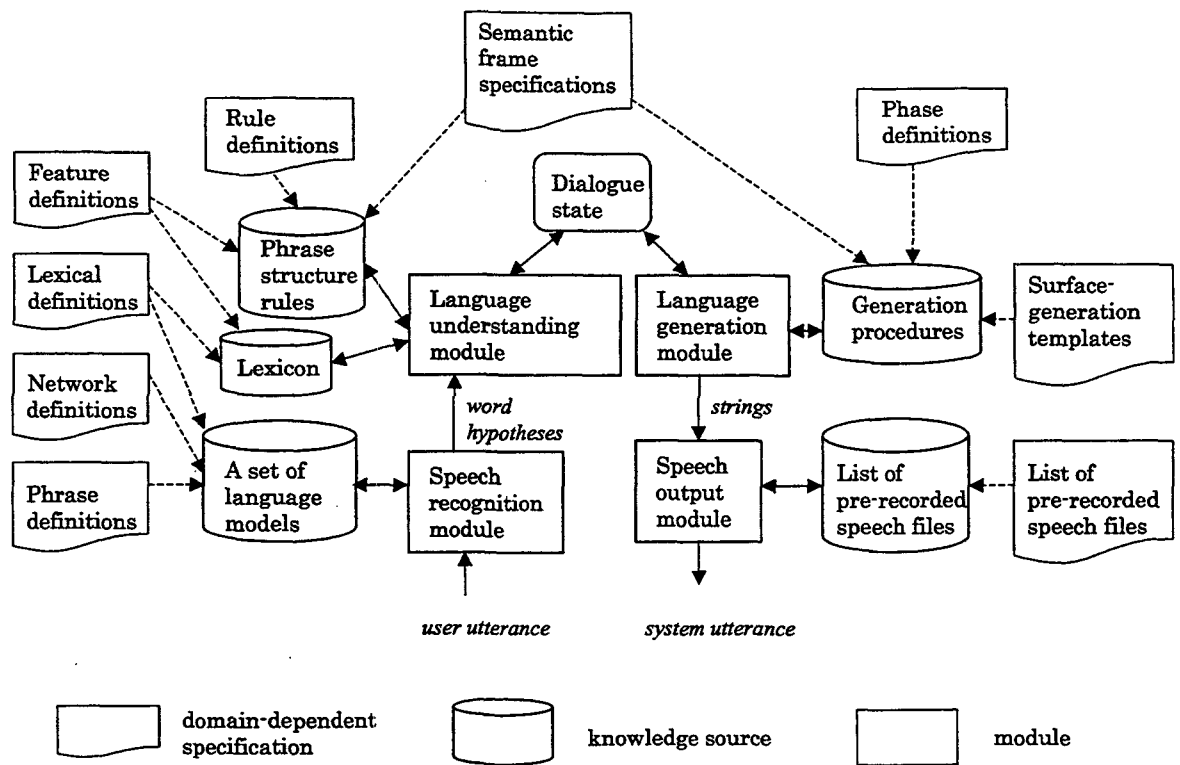 Semantic
frame
specifications
Rule
definitions
Phase
definitions
Feature
definitions
Dialogue
state
Phrase
structure
rules
Lexical
definitions
Language
understanding
module
Language
generation
module
Generation
procedures
Surface-
generation
templates
Lexicon
Network
definitions
word
hypotheses
strings
Phrase
definitions
A set of
language
models
Speech
recognition
module
Speech
output
module
List of
pre-recorded
speech files
List of
pre-recorded
speech files
user utterance
system utterance
domain-dependent
specification
knowledge source
module